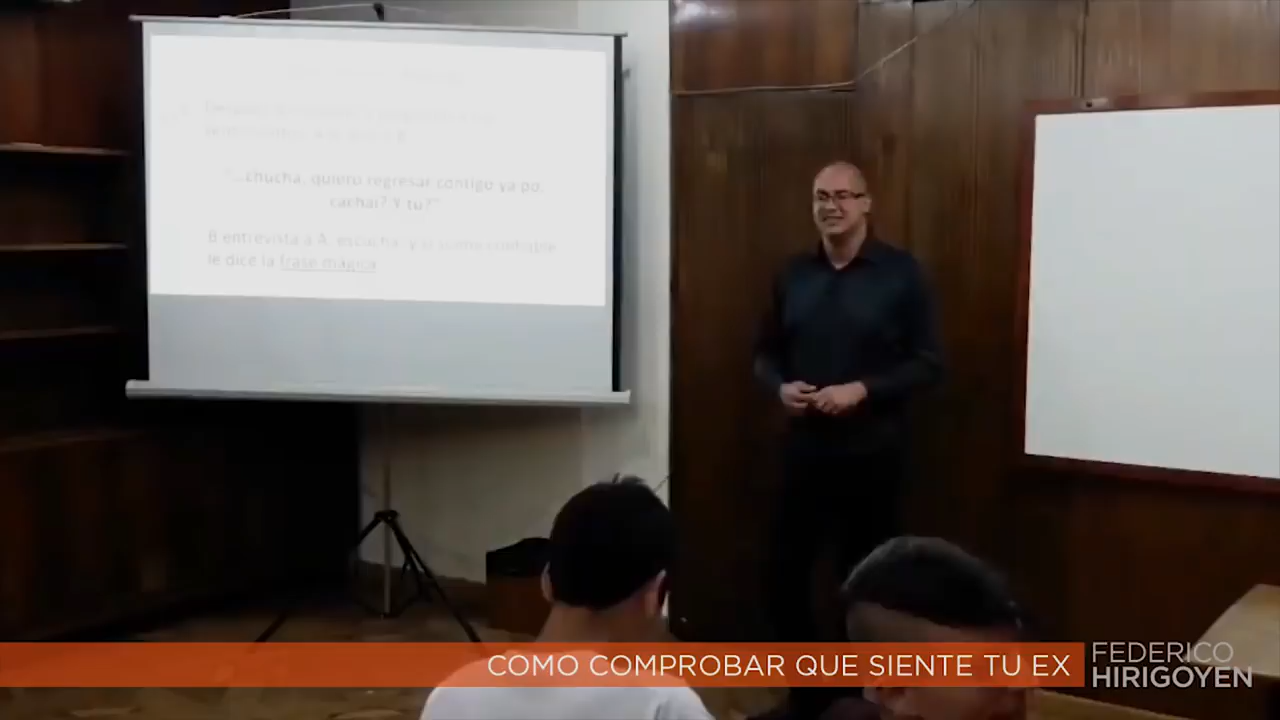 "...chucha, quiero regresar contigo ya po,
cachai? Y tu?"
B entrevista a A, escucha, y si suena confiable
le dice la frase mágica
COMO COMPROBAR QUE SIENTE TU EX
FEDERICO
HIRIGOYEN